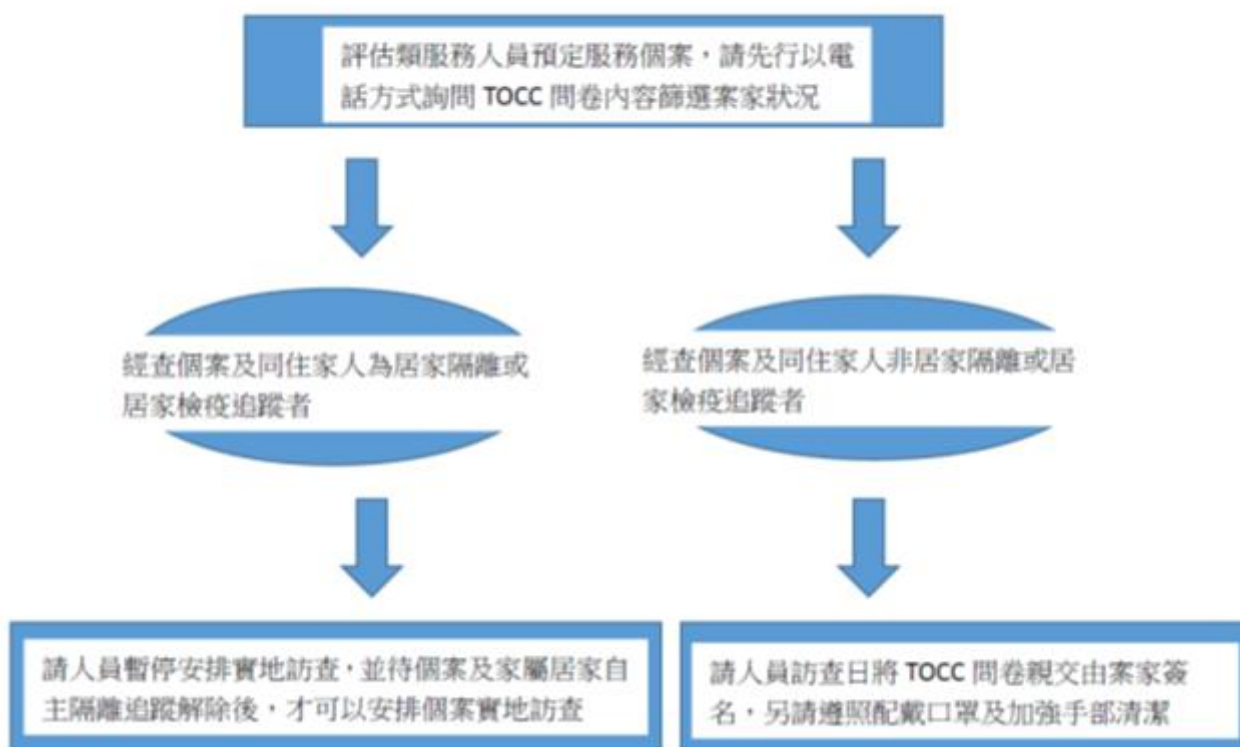 評估類服務人員預定服務個案，請先行以電
話方式詢問 TOCC 問卷內容篩選案家狀況
經查個案及同住家人為居家隔離或
居家檢疫追蹤者
經查個案及同住家人非居家隔離或居
家檢疫追蹤者
請人員暫停安排實地訪查，並待個案及家屬居家自
主隔離追蹤解除後，才可以安排個案實地訪查
請人員訪查日將 TOCC 問卷親交由案家簽
名，另請遵照配戴口罩及加強手部清潔